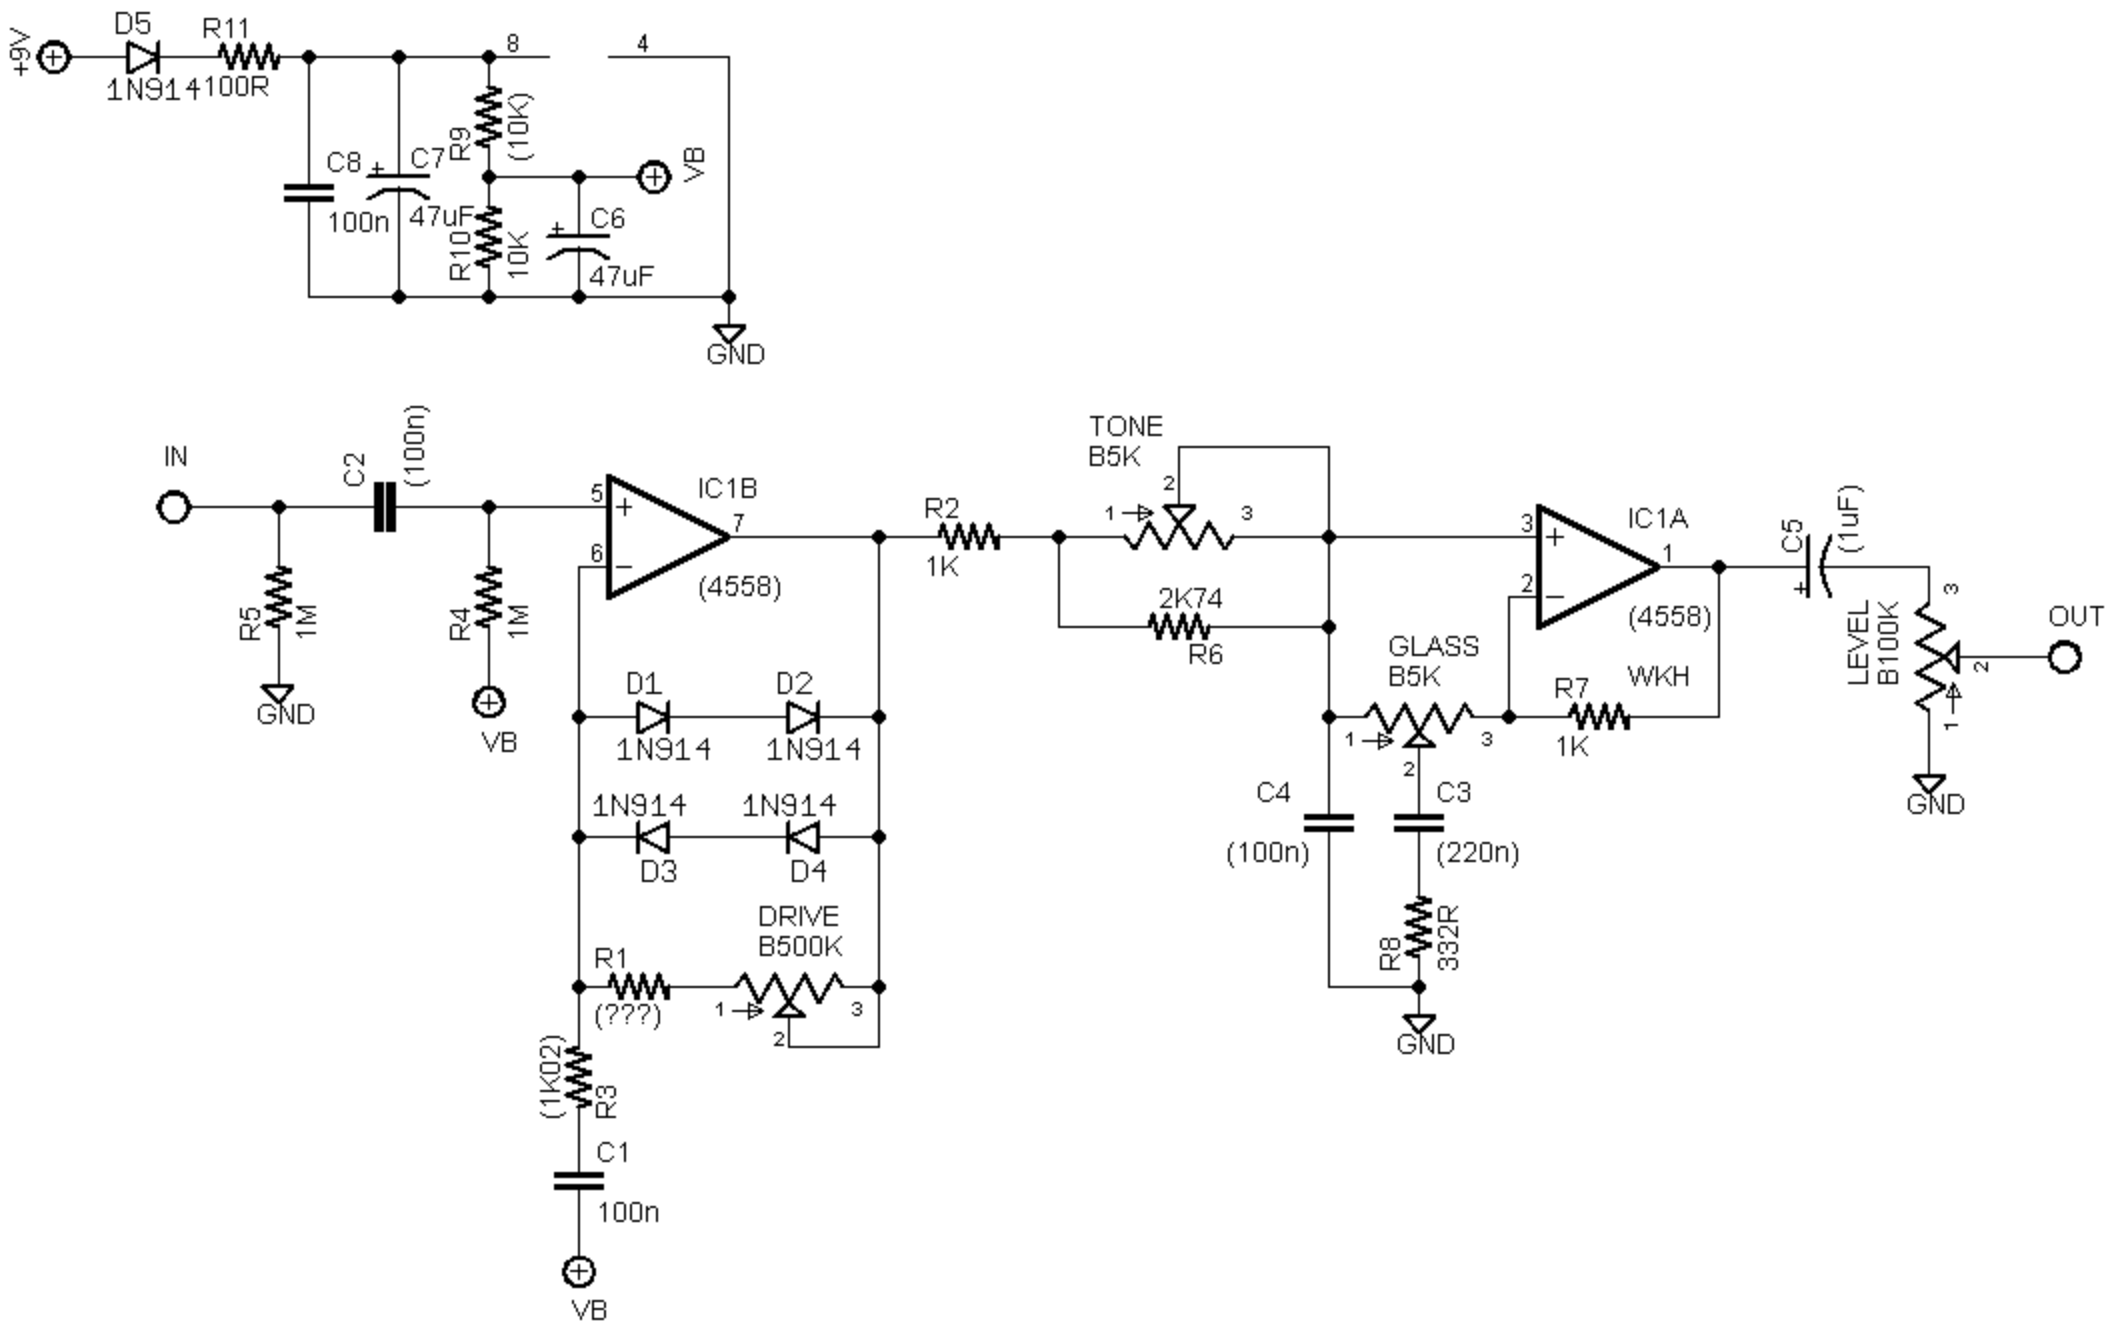 +9V
D5
1N914
R11
100R
8
4
C8
100n
C7
+
47uF
R9
(10K)
R10
10K
VB
C6
+
47uF
GND
IN
C2
(100n)
R5
1M
GND
R4
1M
VB
5
+
6
−
IC1B
7
(4558)
D1
1N914
D2
1N914
1N914
D3
1N914
D4
DRIVE
B500K
R1
(???)
1
2
3
(1K02)
R3
C1
100n
VB
R2
1K
TONE
B5K
1
2
3
2K74
R6
3
+
2
−
IC1A
1
(4558)
WKH
GLASS
B5K
1
2
3
R7
1K
C4
(100n)
C3
(220n)
R8
332R
GND
C5
+
(1uF)
LEVEL
B100K
3
2
1
OUT
GND